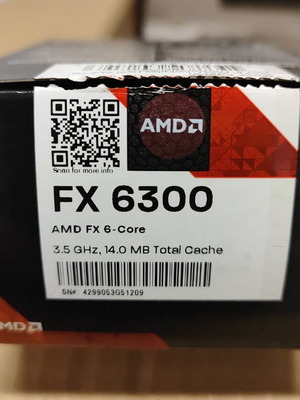 AMD
Scan for more info
FX 6300
AMD FX 6-Core
3.5 GHz, 14.0 MB Total Cache
SN#: 4299053G51209
AMD